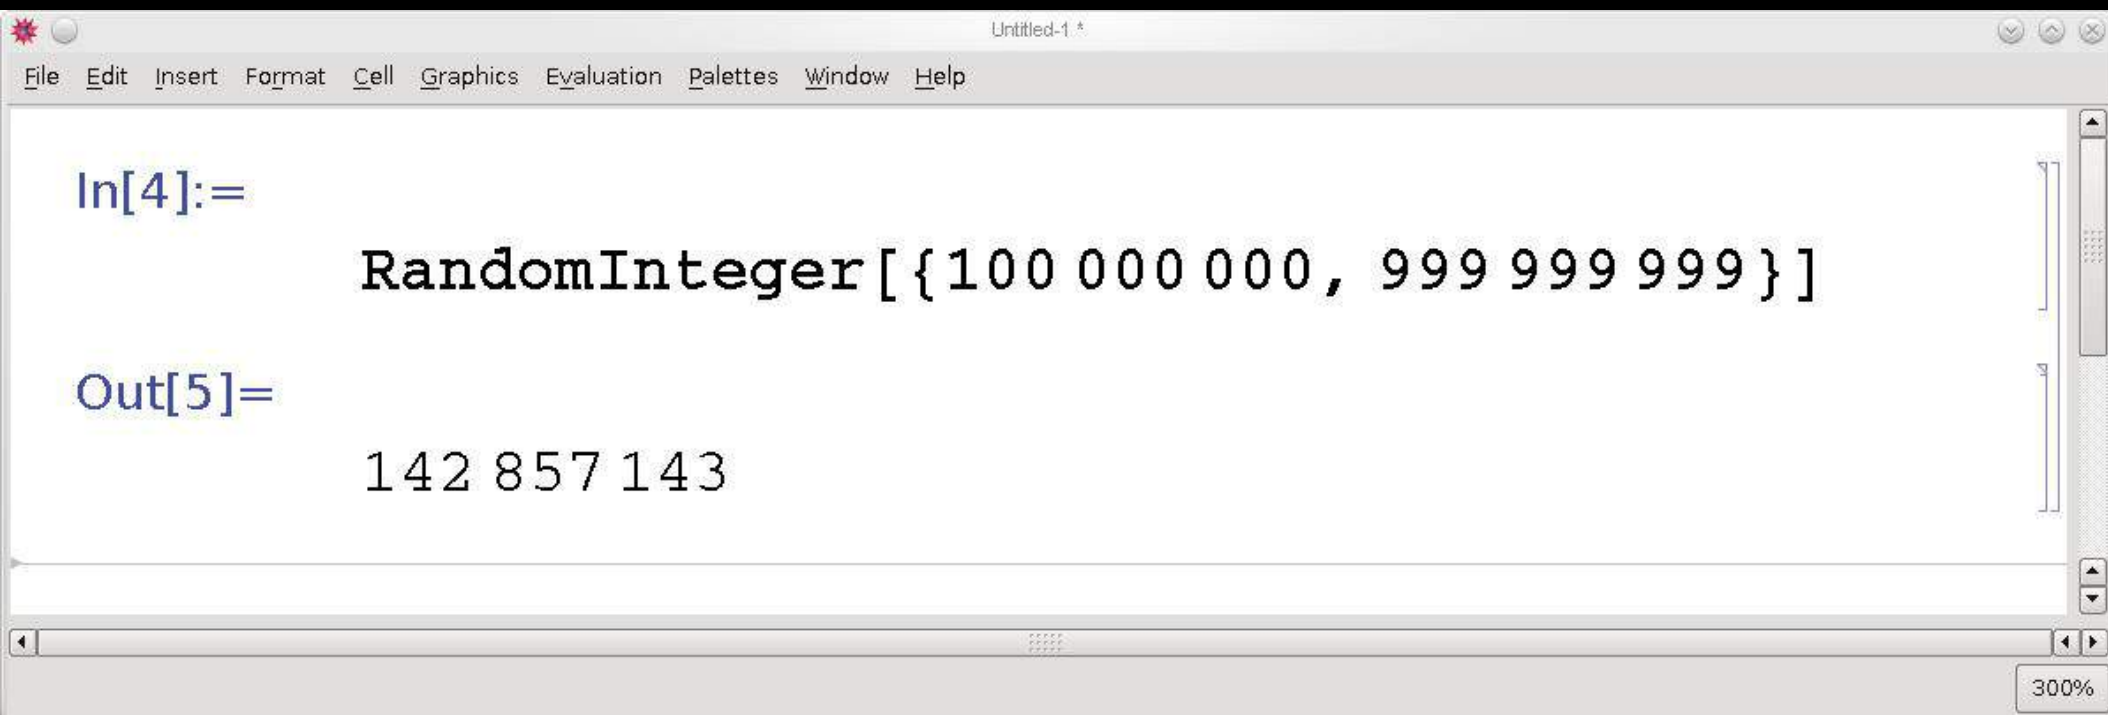 Untitled-1 *
File Edit Insert Format Cell Graphics Evaluation Palettes Window Help
In[4]:=
RandomInteger[{100 000 000, 999 999 999}]
Out[5]=
142 857 143
300%